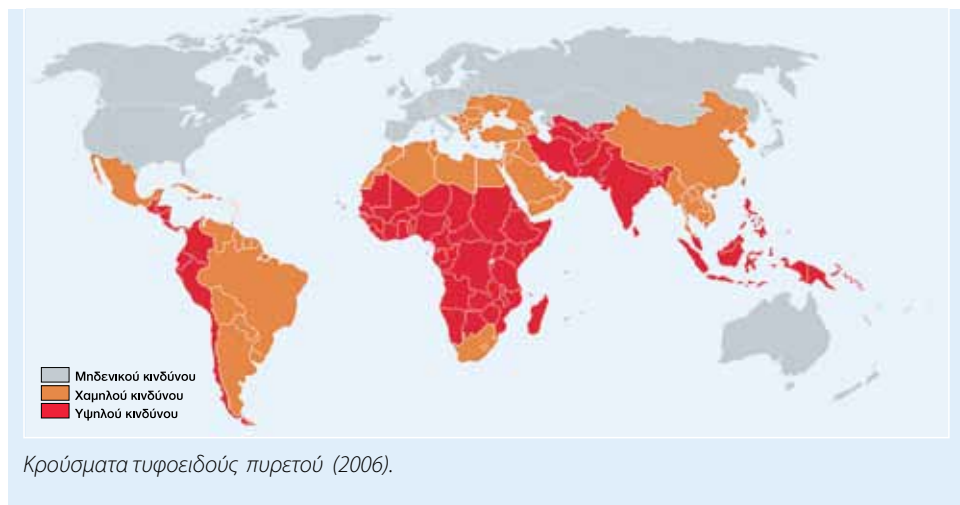 Μηδενικού κινδύνου
Χαμηλού κινδύνου
Υψηλού κινδύνου
Κρούσματα τυφοειδούς πυρετού (2006).